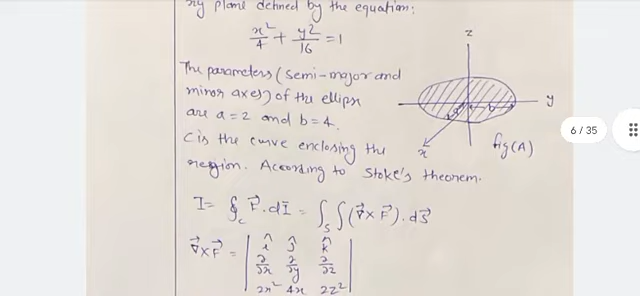 xy plane defined by the equation:
x²/4 + y2/16 = 1
The parameters (semi-major and
minor axes) of the ellipse
are a=2 and b=4.
C is the curve enclosing the
region. According to Stoke's theorem.
I = ∮c F⃗.dl⃗ = ∫s∫(∇⃗×F⃗).dS⃗
∇⃗×F⃗ = | î ĵ k̂ |
| ∂/∂x ∂/∂y ∂/∂z |
| 2x² 4x 2z² |
z
y
a
b
x
fig(A)
6 / 35